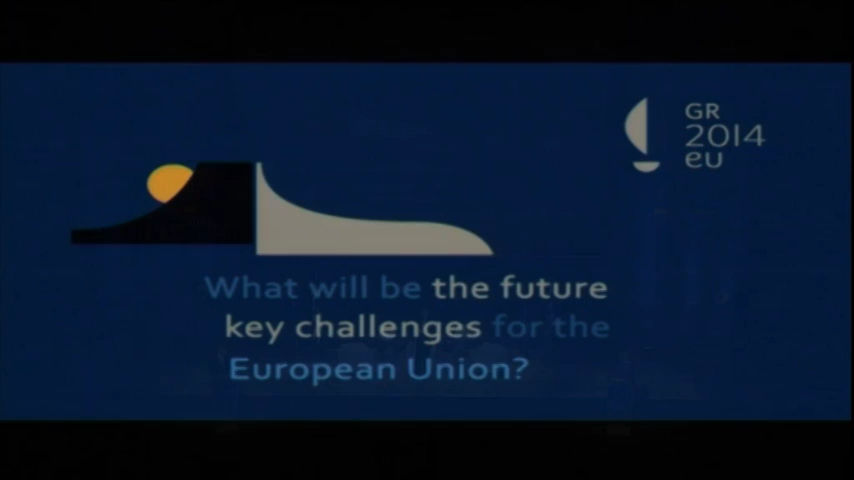 GR
2014
eu
What will be the future
key challenges for the
European Union?